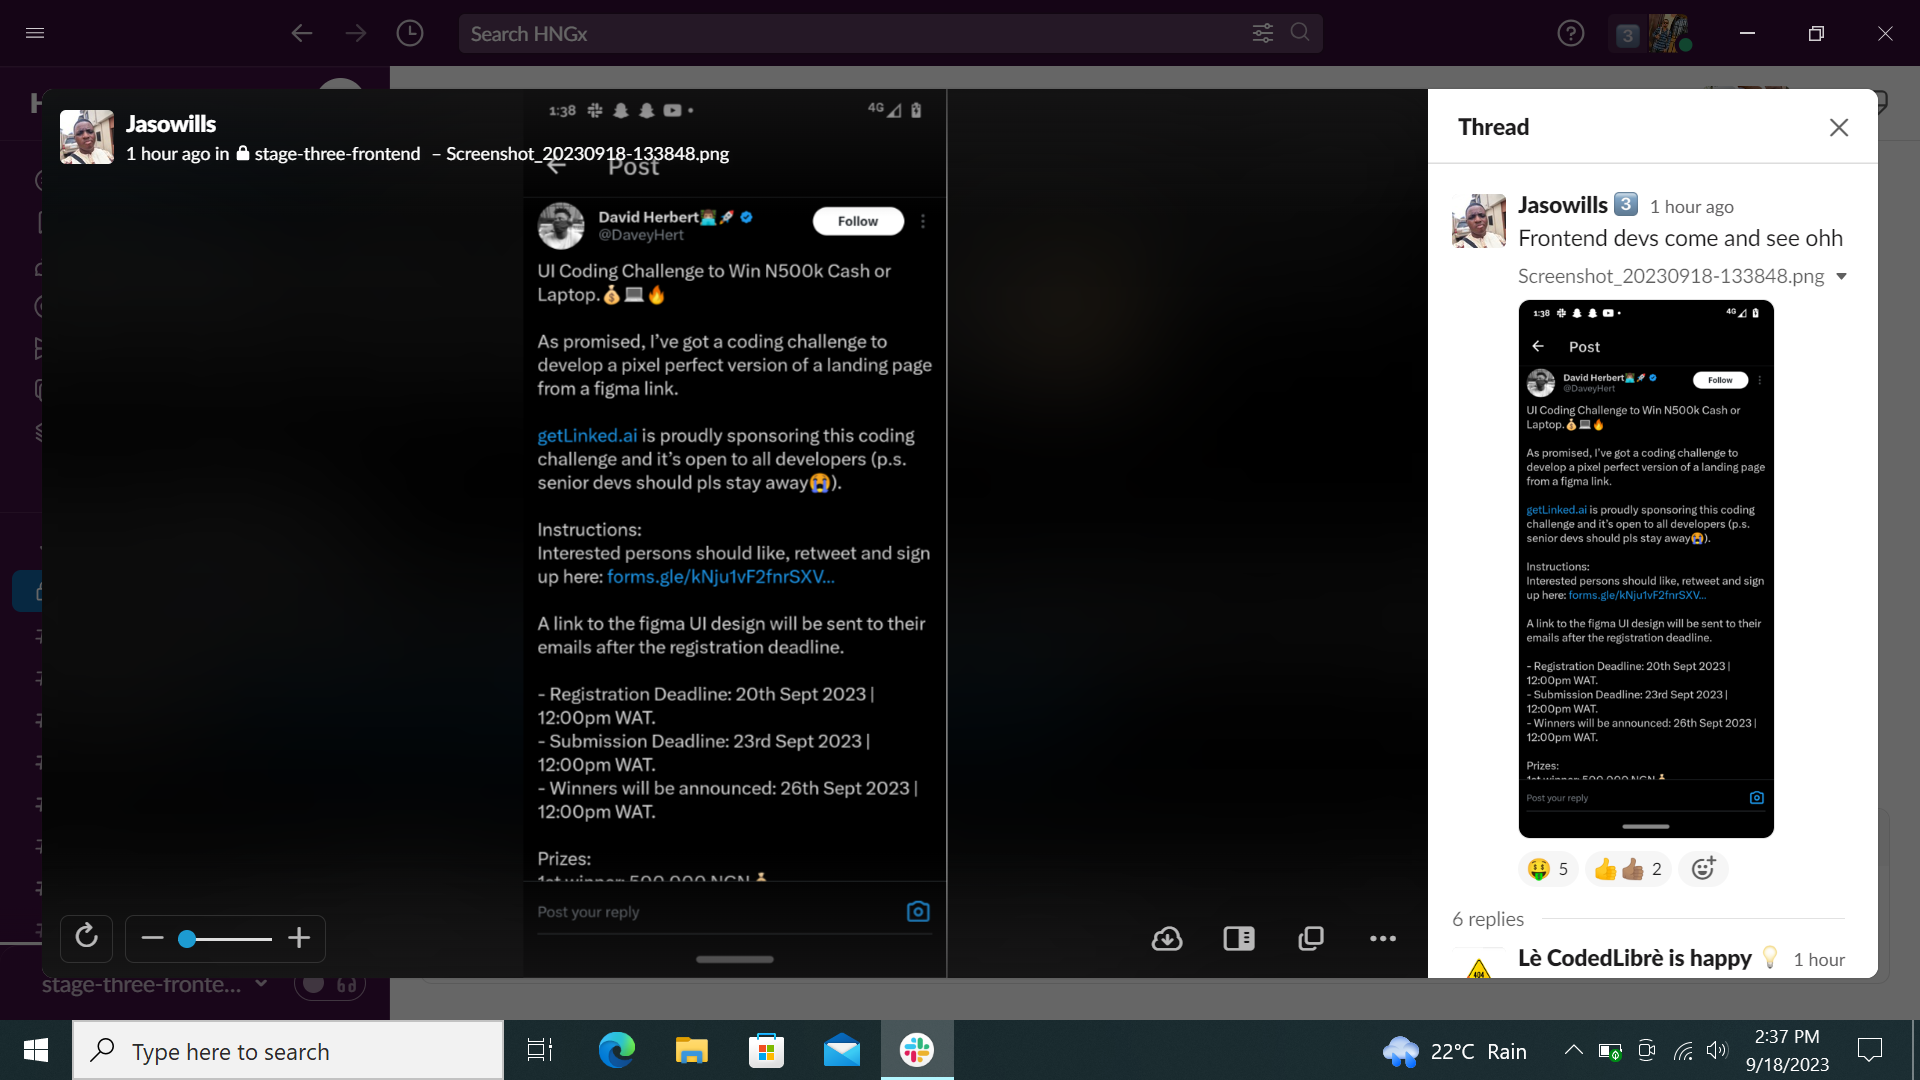 Search HNGx
3
H
Jasowills
1 hour ago in stage-three-frontend – Screenshot_20230918-133848.png
1:38
4G
Post
David Herbert
@DaveyHert
Follow
UI Coding Challenge to Win N500k Cash or
Laptop.💰💻🔥
As promised, I've got a coding challenge to
develop a pixel perfect version of a landing page
from a figma link.
getLinked.ai is proudly sponsoring this coding
challenge and it's open to all developers (p.s.
senior devs should pls stay away😭).
Instructions:
Interested persons should like, retweet and sign
up here: forms.gle/kNju1vF2fnrSXV...
A link to the figma UI design will be sent to their
emails after the registration deadline.
- Registration Deadline: 20th Sept 2023 |
12:00pm WAT.
- Submission Deadline: 23rd Sept 2023 |
12:00pm WAT.
- Winners will be announced: 26th Sept 2023 |
12:00pm WAT.
Prizes:
1st winner: 500,000 NGN💰
Post your reply
Thread
Jasowills 3 1 hour ago
Frontend devs come and see ohh
Screenshot_20230918-133848.png
1:38
4G
Post
David Herbert
@DaveyHert
Follow
UI Coding Challenge to Win N500k Cash or
Laptop.💰💻🔥
As promised, I've got a coding challenge to
develop a pixel perfect version of a landing page
from a figma link.
getLinked.ai is proudly sponsoring this coding
challenge and it's open to all developers (p.s.
senior devs should pls stay away😭).
Instructions:
Interested persons should like, retweet and sign
up here: forms.gle/kNju1vF2fnrSXV...
A link to the figma UI design will be sent to their
emails after the registration deadline.
- Registration Deadline: 20th Sept 2023 |
12:00pm WAT.
- Submission Deadline: 23rd Sept 2023 |
12:00pm WAT.
- Winners will be announced: 26th Sept 2023 |
12:00pm WAT.
Prizes:
1st winner: 500,000 NGN💰
Post your reply
5
2
6 replies
Lè CodedLibrè is happy 1 hour
404
stage-three-fronte...
Type here to search
22°C Rain
2:37 PM
9/18/2023